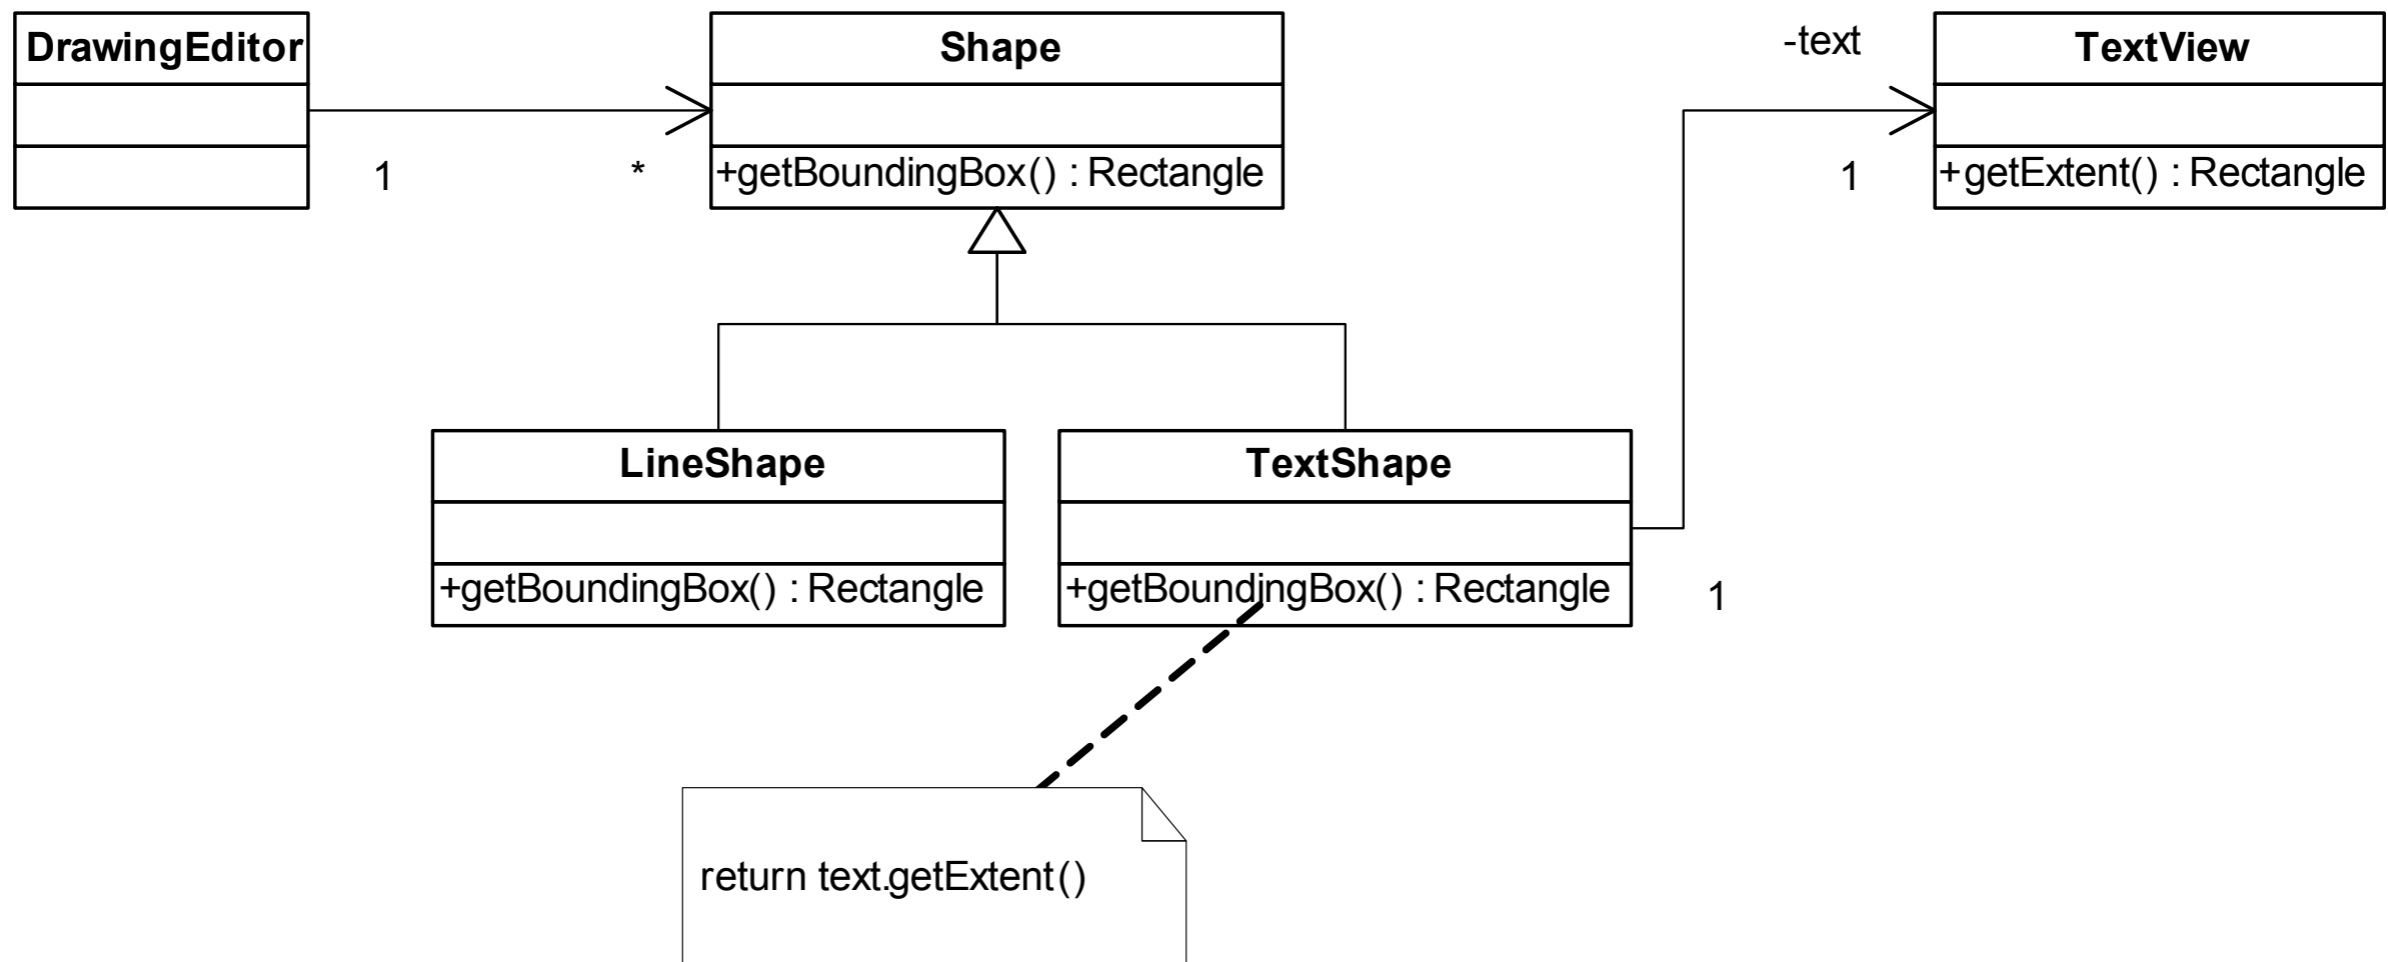 DrawingEditor
Shape
-text
TextView
1
*
+getBoundingBox() : Rectangle
1
+getExtent() : Rectangle
LineShape
TextShape
+getBoundingBox() : Rectangle
+getBoundingBox() : Rectangle
1
return text.getExtent()